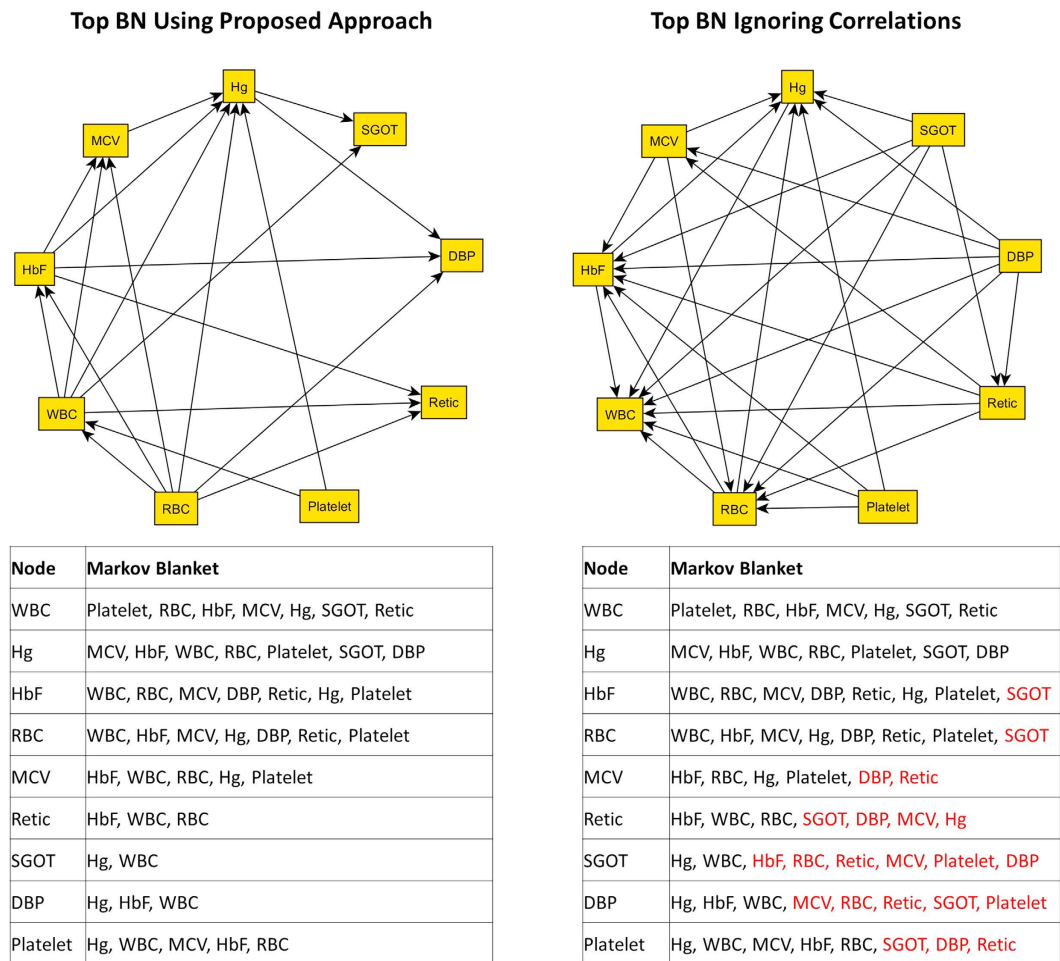 Top BN Using Proposed Approach
Hg
SGOT
MCV
DBP
HbF
Retic
WBC
RBC
Platelet
Node Markov Blanket
WBC Platelet, RBC, HbF, MCV, Hg, SGOT, Retic
Hg MCV, HbF, WBC, RBC, Platelet, SGOT, DBP
HbF WBC, RBC, MCV, DBP, Retic, Hg, Platelet
RBC WBC, HbF, MCV, Hg, DBP, Retic, Platelet
MCV HbF, WBC, RBC, Hg, Platelet
Retic HbF, WBC, RBC
SGOT Hg, WBC
DBP Hg, HbF, WBC
Platelet Hg, WBC, MCV, HbF, RBC
Top BN Ignoring Correlations
Hg
SGOT
MCV
DBP
HbF
Retic
WBC
RBC
Platelet
Node Markov Blanket
WBC Platelet, RBC, HbF, MCV, Hg, SGOT, Retic
Hg MCV, HbF, WBC, RBC, Platelet, SGOT, DBP
HbF WBC, RBC, MCV, DBP, Retic, Hg, Platelet, SGOT
RBC WBC, HbF, MCV, Hg, DBP, Retic, Platelet, SGOT
MCV HbF, RBC, Hg, Platelet, DBP, Retic
Retic HbF, WBC, RBC, SGOT, DBP, MCV, Hg
SGOT Hg, WBC, HbF, RBC, Retic, MCV, Platelet, DBP
DBP Hg, HbF, WBC, MCV, RBC, Retic, SGOT, Platelet
Platelet Hg, WBC, MCV, HbF, RBC, SGOT, DBP, Retic